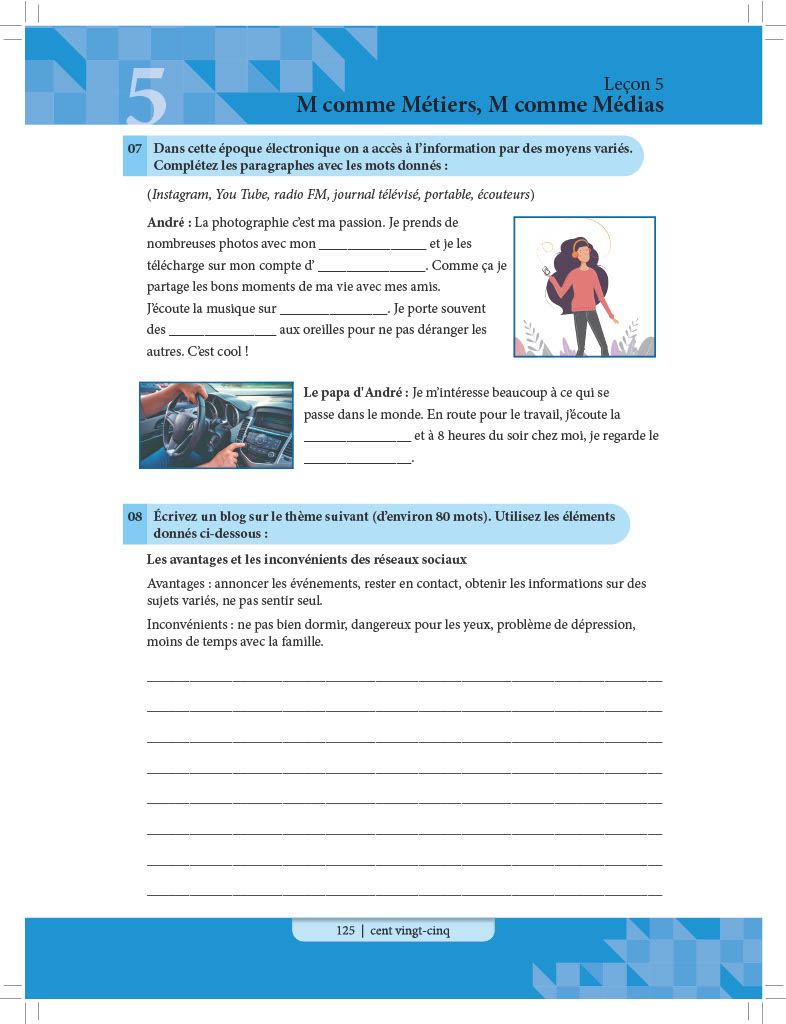 5
Leçon 5
M comme Métiers, M comme Médias
07 Dans cette époque électronique on a accès à l'information par des moyens variés.
Complétez les paragraphes avec les mots donnés :
(Instagram, You Tube, radio FM, journal télévisé, portable, écouteurs)
André : La photographie c'est ma passion. Je prends de
nombreuses photos avec mon _______________ et je les
télécharge sur mon compte d' _______________. Comme ça je
partage les bons moments de ma vie avec mes amis.
J'écoute la musique sur _______________. Je porte souvent
des _______________ aux oreilles pour ne pas déranger les
autres. C'est cool !
Le papa d'André : Je m'intéresse beaucoup à ce qui se
passe dans le monde. En route pour le travail, j'écoute la
_______________ et à 8 heures du soir chez moi, je regarde le
_______________.
08 Écrivez un blog sur le thème suivant (d'environ 80 mots). Utilisez les éléments
donnés ci-dessous :
Les avantages et les inconvénients des réseaux sociaux
Avantages : annoncer les événements, rester en contact, obtenir les informations sur des
sujets variés, ne pas sentir seul.
Inconvénients : ne pas bien dormir, dangereux pour les yeux, problème de dépression,
moins de temps avec la famille.
125 | cent vingt-cinq